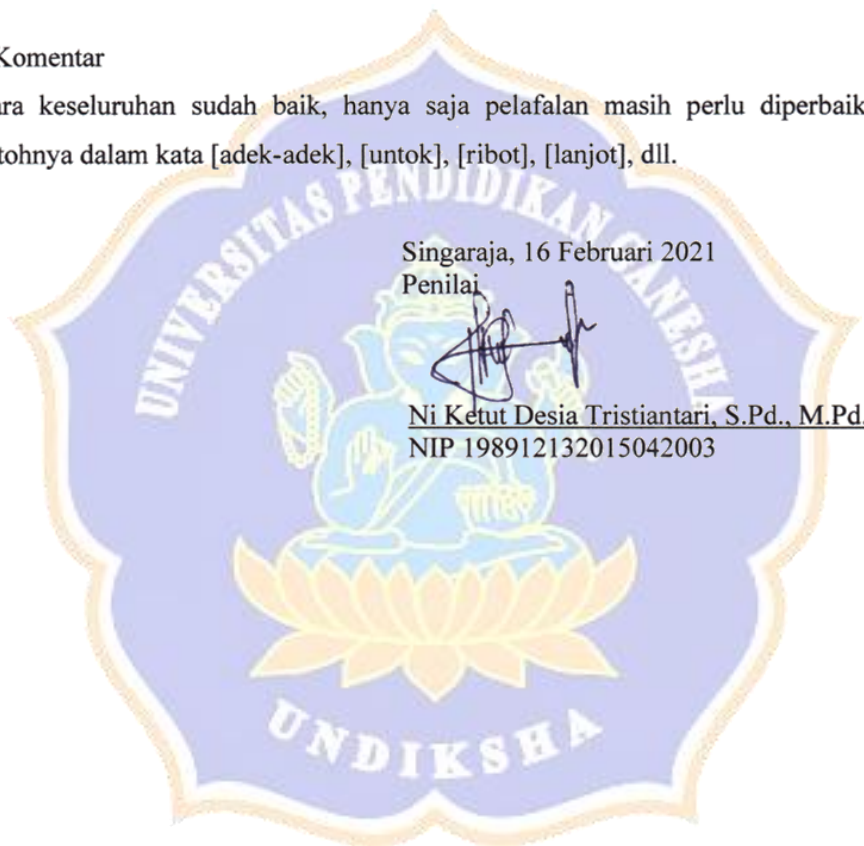 Komentar
ara keseluruhan sudah baik, hanya saja pelafalan masih perlu diperbaik
tohnya dalam kata [adek-adek], [untok], [ribot], [lanjot], dll.
UNIVERSITAS PENDIDIKAN GANESHA
Singaraja, 16 Februari 2021
Penilai
Ni Ketut Desia Tristiantari, S.Pd., M.Pd.
NIP 198912132015042003
UNDIKSHA